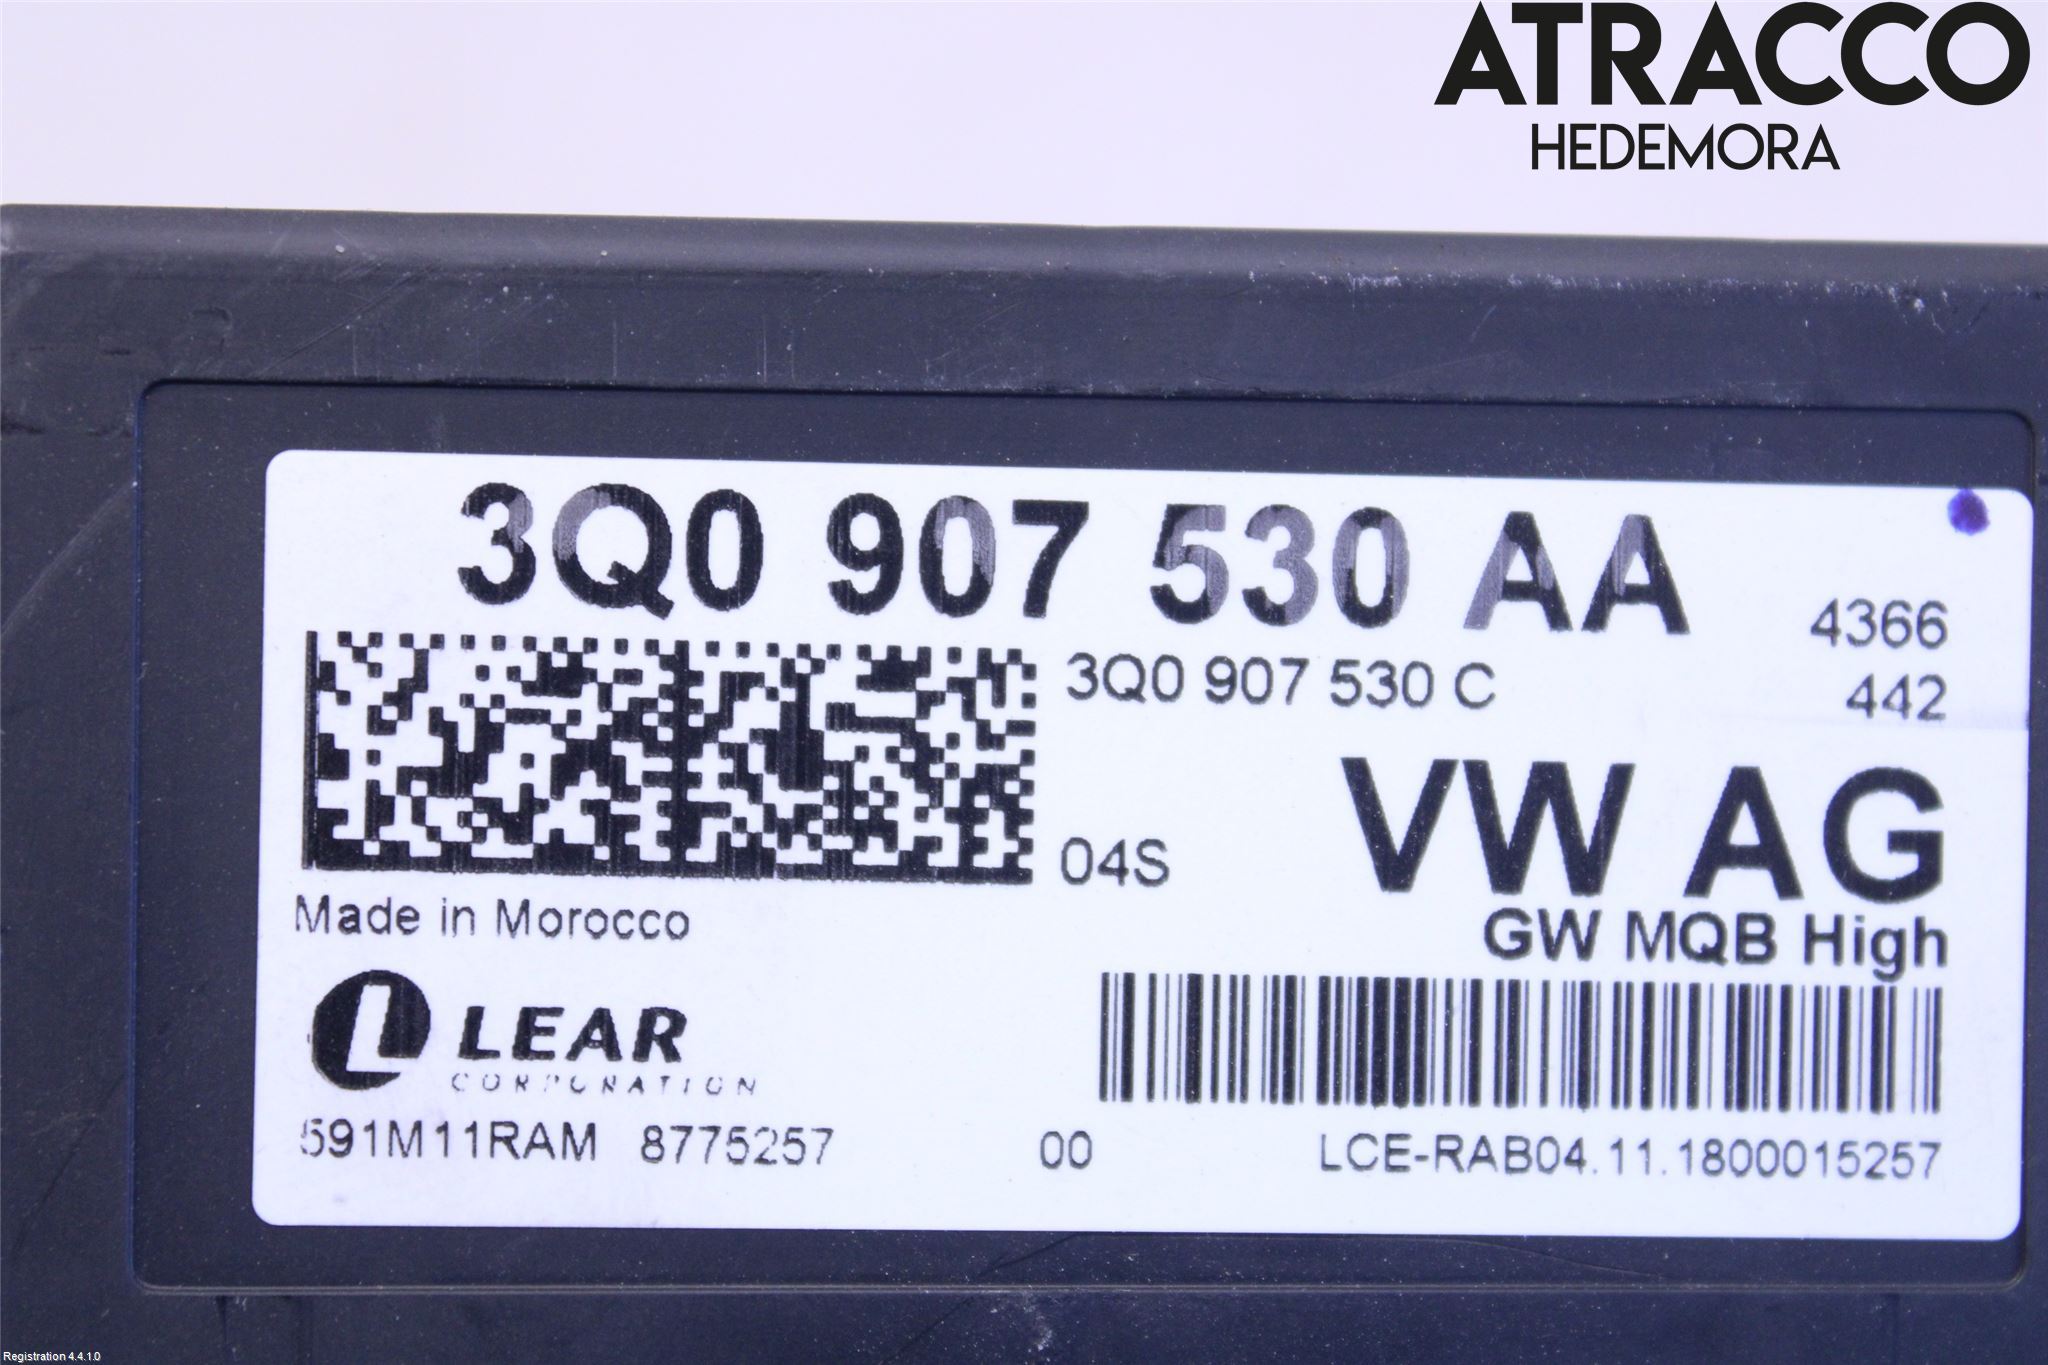 ATRACCO
HEDEMORA
3Q0 907 530 AA
4366
3Q0 907 530 C
442
04S
VW AG
Made in Morocco
GW MQB High
LEAR
CORPORATION
591M11RAM 8775257 00 LCE-RAB04.11.1800015257
Registration 4.4.1.0